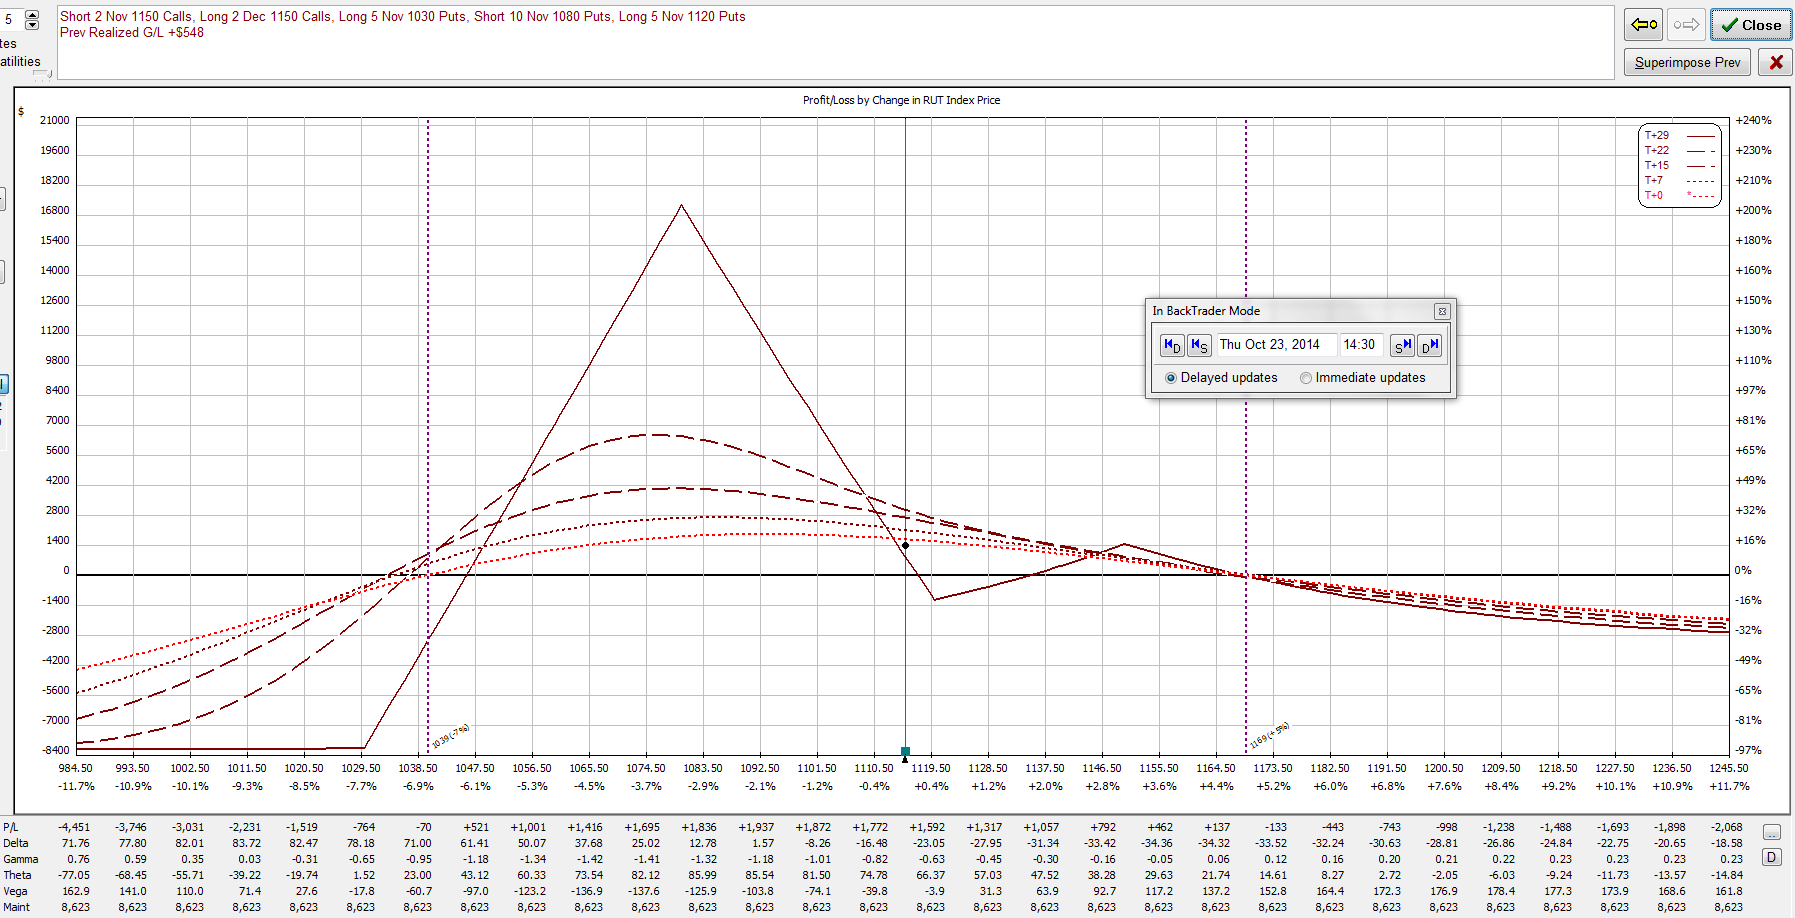 5
Short 2 Nov 1150 Calls, Long 2 Dec 1150 Calls, Long 5 Nov 1030 Puts, Short 10 Nov 1080 Puts, Long 5 Nov 1120 Puts
Prev Realized G/L +$548
tes
atilities
Close
Superimpose Prev
Profit/Loss by Change in RUT Index Price
$
21000 +240%
19600 +230%
18200 +210%
16800 +200%
15400 +180%
14000 +160%
12600 +150%
11200 +130%
9800 +110%
8400 +97%
7000 +81%
5600 +65%
4200 +49%
2800 +32%
1400 +16%
0 0%
-1400 -16%
-2800 -32%
-4200 -49%
-5600 -65%
-7000 -81%
-8400 -97%
T+29
T+22
T+15
T+7
T+0 *
In BackTrader Mode
D S Thu Oct 23, 2014 14:30 S D
Delayed updates Immediate updates
1039 (-7%)
1169 (+5%)
984.50 993.50 1002.50 1011.50 1020.50 1029.50 1038.50 1047.50 1056.50 1065.50 1074.50 1083.50 1092.50 1101.50 1110.50 1119.50 1128.50 1137.50 1146.50 1155.50 1164.50 1173.50 1182.50 1191.50 1200.50 1209.50 1218.50 1227.50 1236.50 1245.50
-11.7% -10.9% -10.1% -9.3% -8.5% -7.7% -6.9% -6.1% -5.3% -4.5% -3.7% -2.9% -2.1% -1.2% -0.4% +0.4% +1.2% +2.0% +2.8% +3.6% +4.4% +5.2% +6.0% +6.8% +7.6% +8.4% +9.2% +10.1% +10.9% +11.7%
P/L -4,451 -3,746 -3,031 -2,231 -1,519 -764 -70 +521 +1,001 +1,416 +1,695 +1,836 +1,937 +1,872 +1,772 +1,592 +1,317 +1,057 +792 +462 +137 -133 -443 -743 -998 -1,238 -1,488 -1,693 -1,898 -2,068
Delta 71.76 77.80 82.01 83.72 82.47 78.18 71.00 61.41 50.07 37.68 25.02 12.78 1.57 -8.26 -16.48 -23.05 -27.95 -31.34 -33.42 -34.36 -34.32 -33.52 -32.24 -30.63 -28.81 -26.86 -24.84 -22.75 -20.65 -18.58
Gamma 0.76 0.59 0.35 0.03 -0.31 -0.65 -0.95 -1.18 -1.34 -1.42 -1.41 -1.32 -1.18 -1.01 -0.82 -0.63 -0.45 -0.30 -0.16 -0.05 0.06 0.12 0.16 0.20 0.21 0.22 0.23 0.23 0.23 0.23
Theta -77.05 -68.45 -55.71 -39.22 -19.74 1.52 23.00 43.12 60.33 73.54 82.12 85.99 85.54 81.50 74.78 66.37 57.03 47.52 38.28 29.63 21.74 14.61 8.27 2.72 -2.05 -6.03 -9.24 -11.73 -13.57 -14.84
Vega 162.9 141.0 110.0 71.4 27.6 -17.8 -60.7 -97.0 -123.2 -136.9 -137.6 -125.9 -103.8 -74.1 -39.8 -3.9 31.3 63.9 92.7 117.2 137.2 152.8 164.4 172.3 176.9 178.4 177.3 173.9 168.6 161.8
Maint 8,623 8,623 8,623 8,623 8,623 8,623 8,623 8,623 8,623 8,623 8,623 8,623 8,623 8,623 8,623 8,623 8,623 8,623 8,623 8,623 8,623 8,623 8,623 8,623 8,623 8,623 8,623 8,623 8,623 8,623
...
D